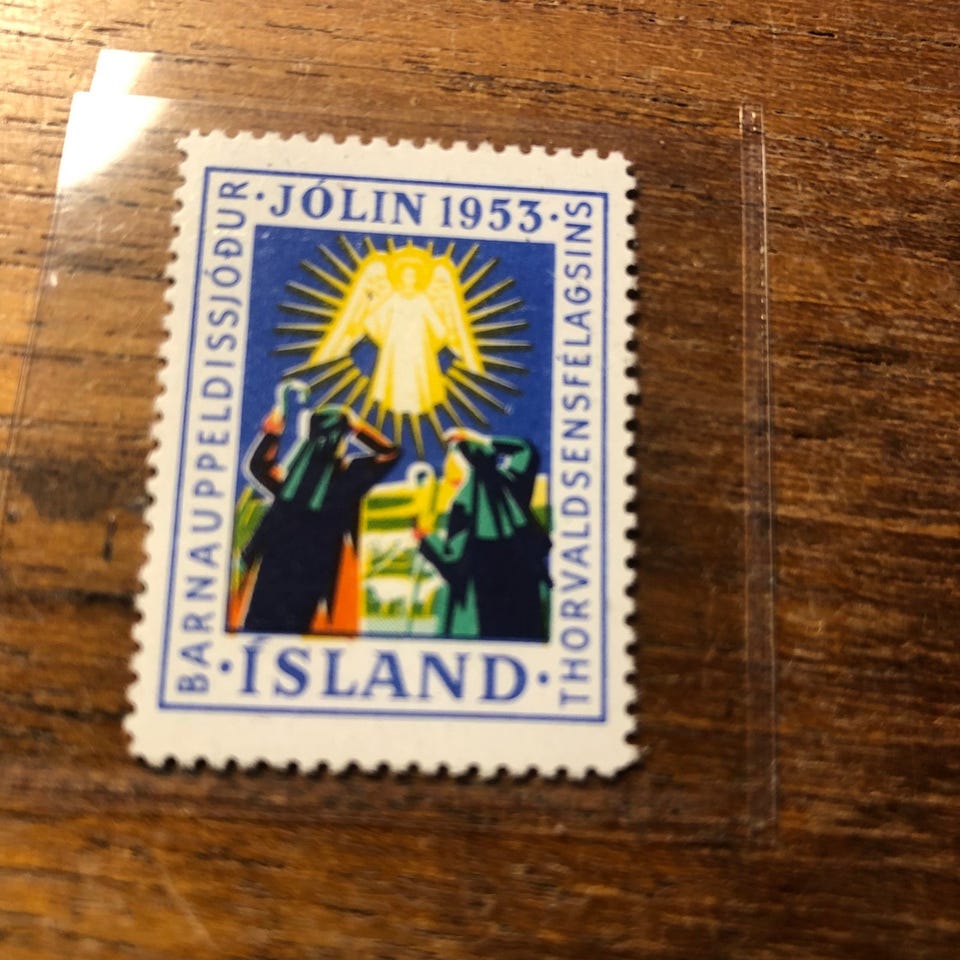 · JÓLIN 1953 ·
BARNAUPPELDISSJÓÐUR
THORVALDSENSFÉLAGSINS
· ÍSLAND ·